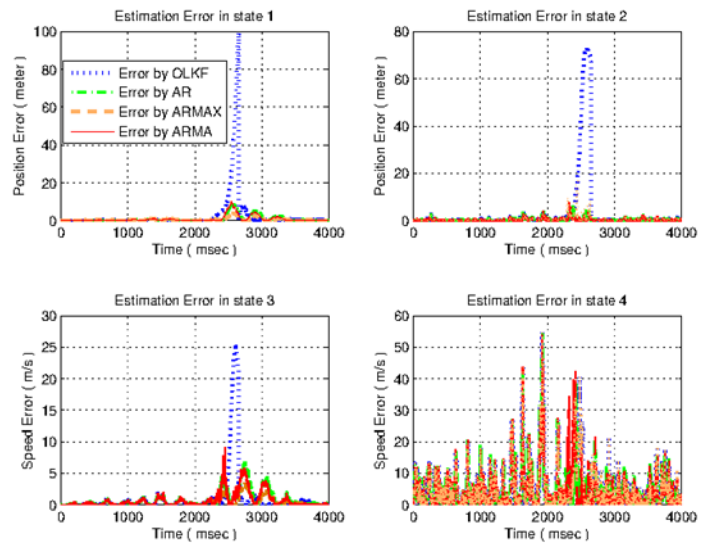 Estimation Error in state 1
100
80
60
40
20
0
0 1000 2000 3000 4000
Position Error ( meter )
Time ( msec )
Error by OLKF
Error by AR
Error by ARMAX
Error by ARMA
Estimation Error in state 2
80
60
40
20
0
0 1000 2000 3000 4000
Position Error ( meter )
Time ( msec )
Estimation Error in state 3
30
25
20
15
10
5
0
0 1000 2000 3000 4000
Speed Error ( m/s )
Time ( msec )
Estimation Error in state 4
60
50
40
30
20
10
0
0 1000 2000 3000 4000
Speed Error ( m/s )
Time ( msec )